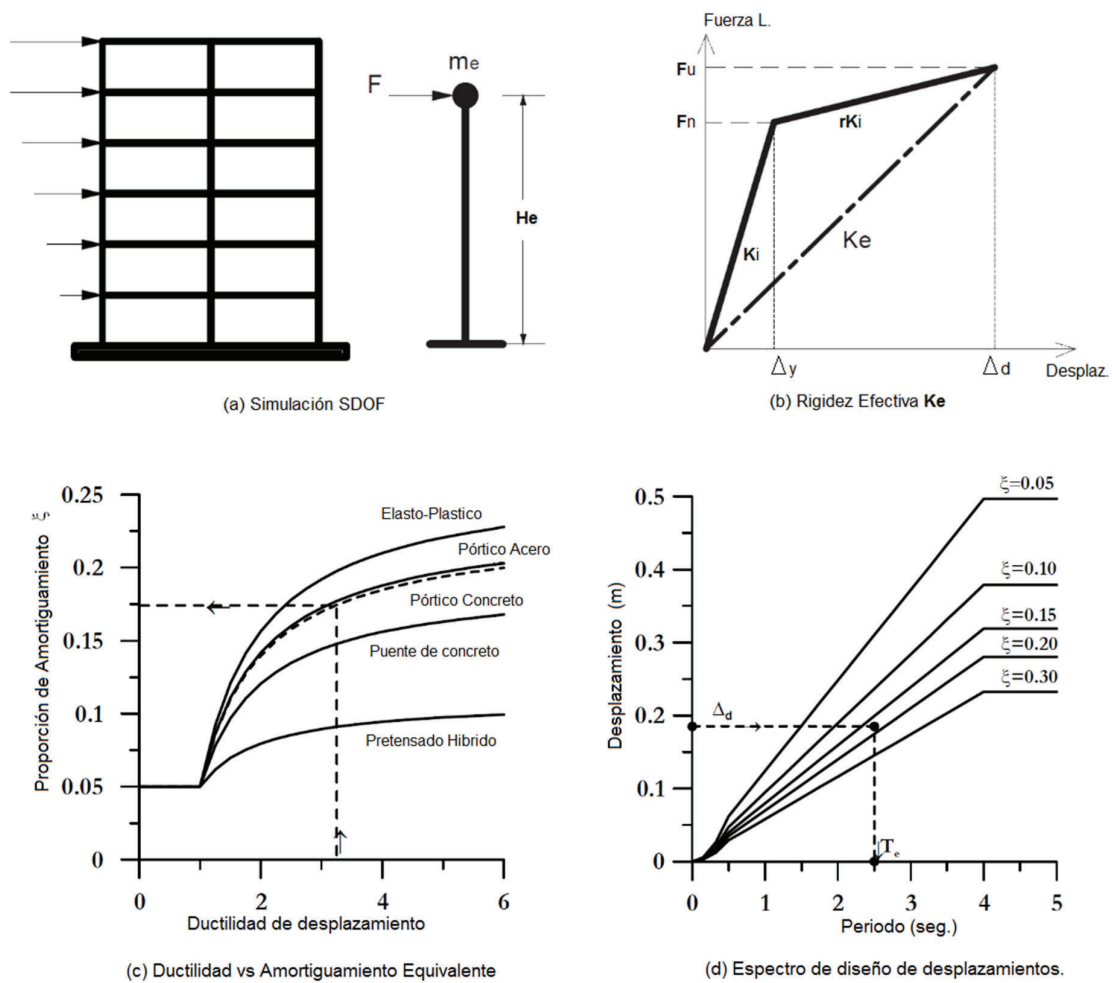 F
me
He
(a) Simulación SDOF
Fuerza L.
Fu
Fn
rKi
Ke
Ki
Δy
Δd
Desplaz.
(b) Rigidez Efectiva Ke
Proporción de Amortiguamiento ξ
0.25
0.2
0.15
0.1
0.05
0
Elasto-Plastico
Pórtico Acero
Pórtico Concreto
Puente de concreto
Pretensado Hibrido
0 2 4 6
Ductilidad de desplazamiento
(c) Ductilidad vs Amortiguamiento Equivalente
Desplazamiento (m)
0.5
0.4
0.3
0.2
0.1
0
ξ=0.05
ξ=0.10
ξ=0.15
ξ=0.20
ξ=0.30
Δd
Te
0 1 2 3 4 5
Periodo (seg.)
(d) Espectro de diseño de desplazamientos.